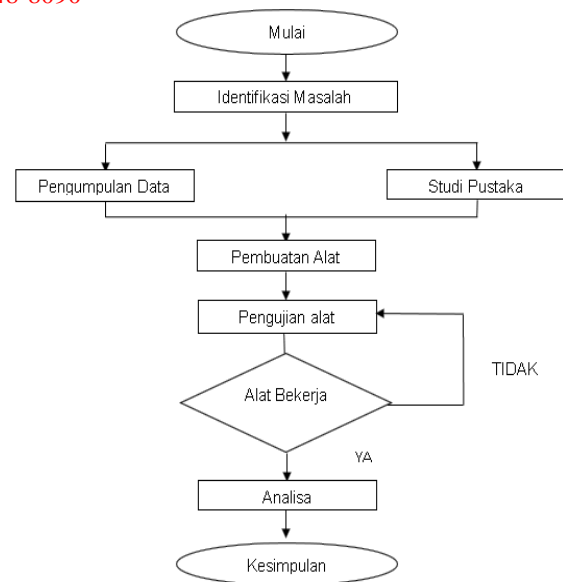 Mulai
Identifikasi Masalah
Pengumpulan Data
Studi Pustaka
Pembuatan Alat
Pengujian alat
TIDAK
Alat Bekerja
YA
Analisa
Kesimpulan